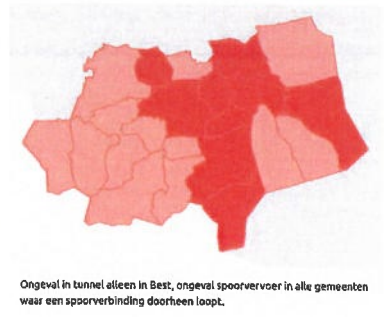 Ongeval in tunnel alleen in Best, ongeval spoorvervoer in alle gemeenten
waar een spoorverbinding doorheen loopt.